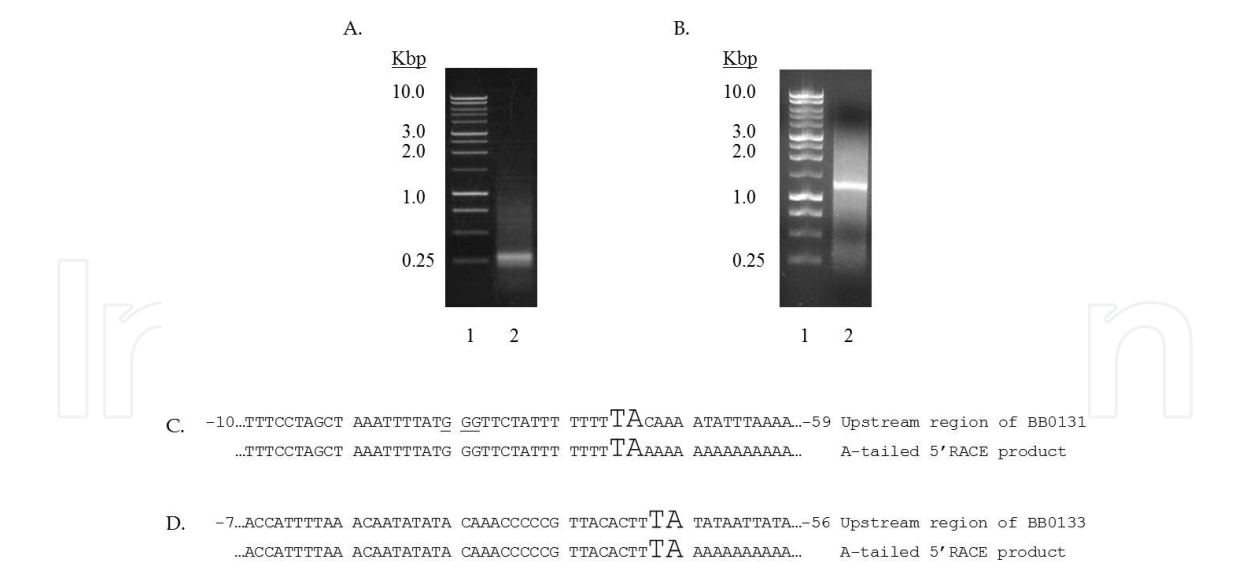 A.
B.
Kbp
Kbp
10.0
10.0
3.0
3.0
2.0
2.0
1.0
1.0
0.25
0.25
1 2
1 2
C. -10…TTTCCTAGCT AAATTTTATG GGTTCTATTT TTTTTACAAA ATATTTAAAA…-59 Upstream region of BB0131
…TTTCCTAGCT AAATTTTATG GGTTCTATTT TTTTTAAAAA AAAAAAAAAA… A-tailed 5′RACE product
D. -7…ACCATTTTAA ACAATATATA CAAACCCCCG TTACACTTTA TATAATTATA…-56 Upstream region of BB0133
…ACCATTTTAA ACAATATATA CAAACCCCCG TTACACTTTA AAAAAAAAAA… A-tailed 5′RACE product